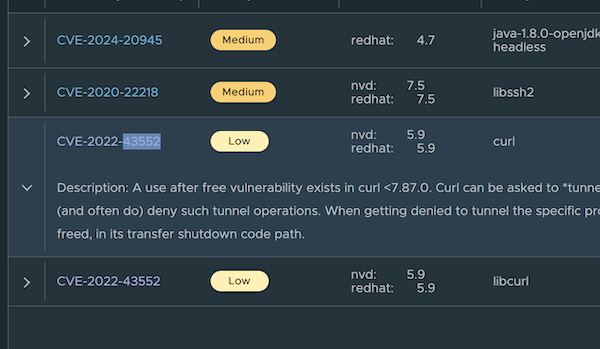 CVE-2024-20945 Medium redhat: 4.7 java-1.8.0-openjdk
headless
CVE-2020-22218 Medium nvd: 7.5 libssh2
redhat: 7.5
CVE-2022-43552 Low nvd: 5.9 curl
redhat: 5.9
Description: A use after free vulnerability exists in curl <7.87.0. Curl can be asked to *tunne
(and often do) deny such tunnel operations. When getting denied to tunnel the specific pro
freed, in its transfer shutdown code path.
CVE-2022-43552 Low nvd: 5.9 libcurl
redhat: 5.9